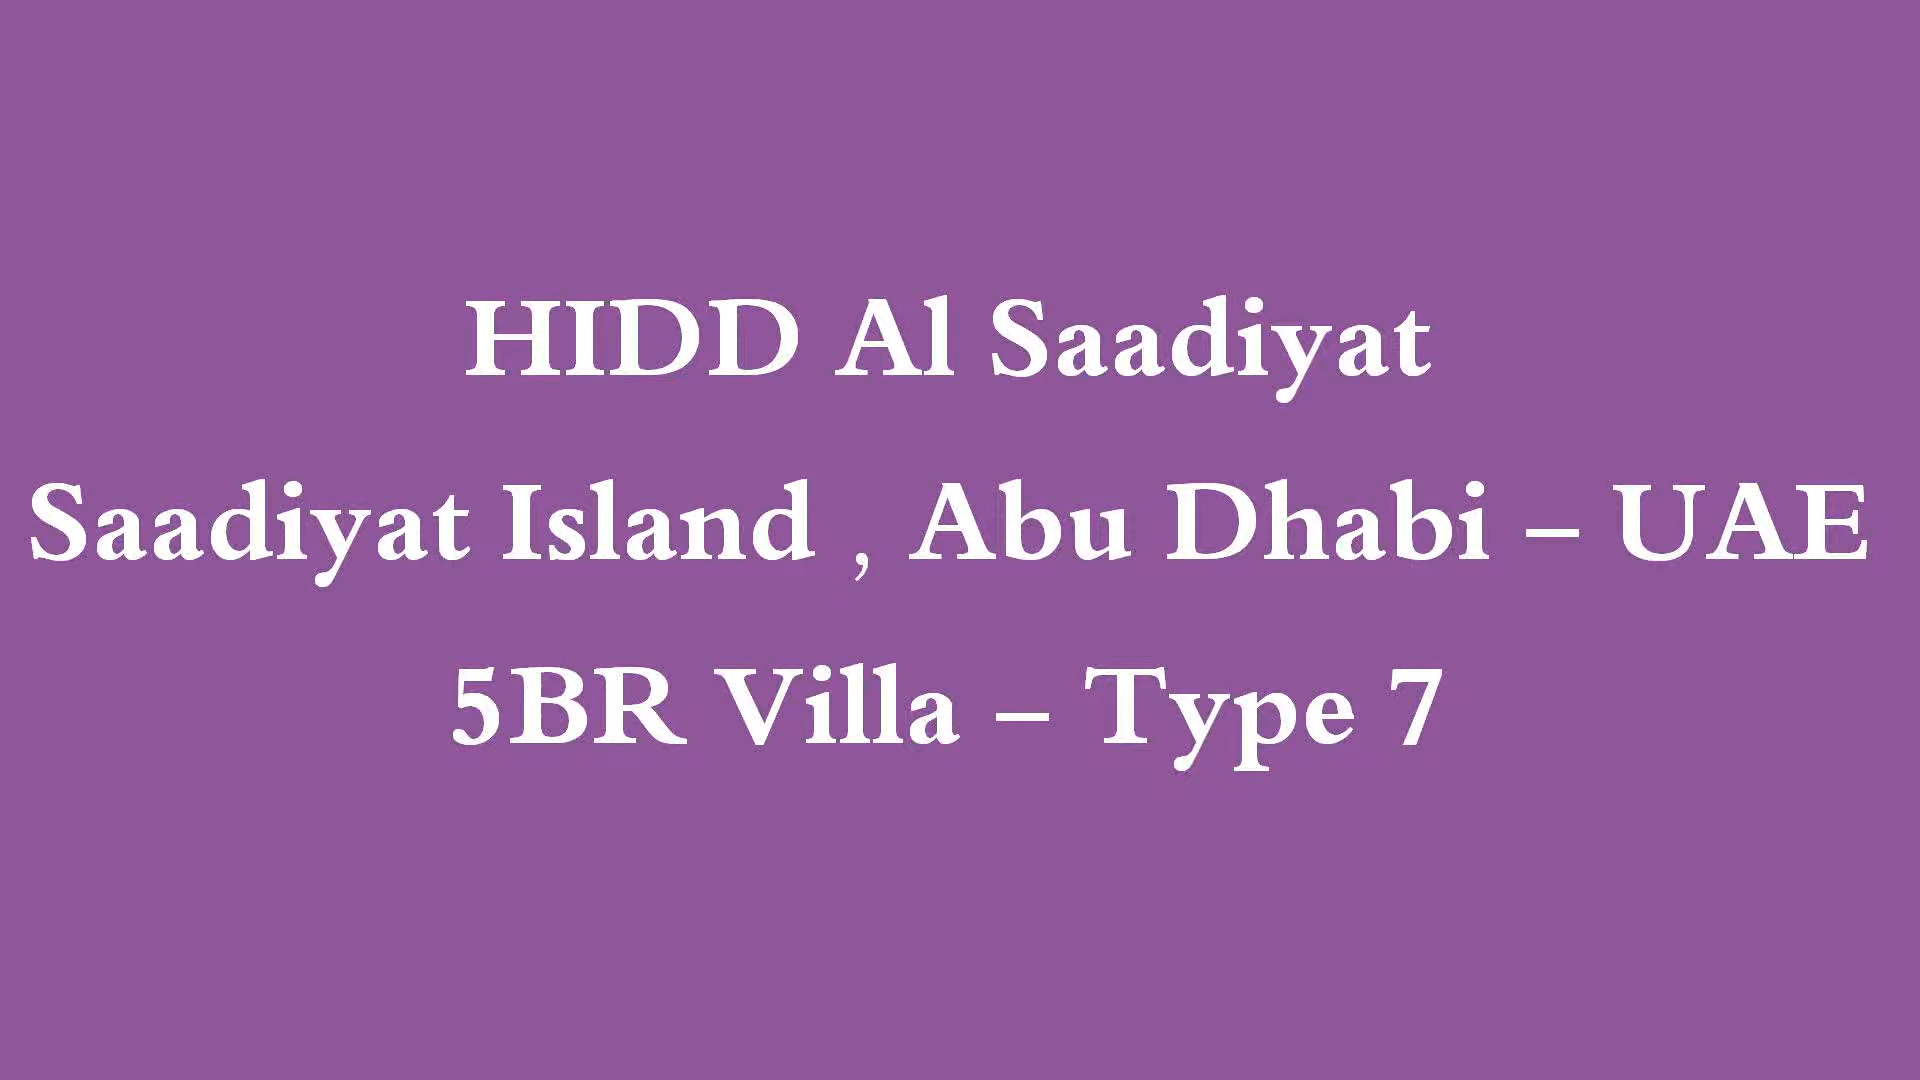 HIDD Al Saadiyat
Saadiyat Island , Abu Dhabi – UAE
5BR Villa – Type 7